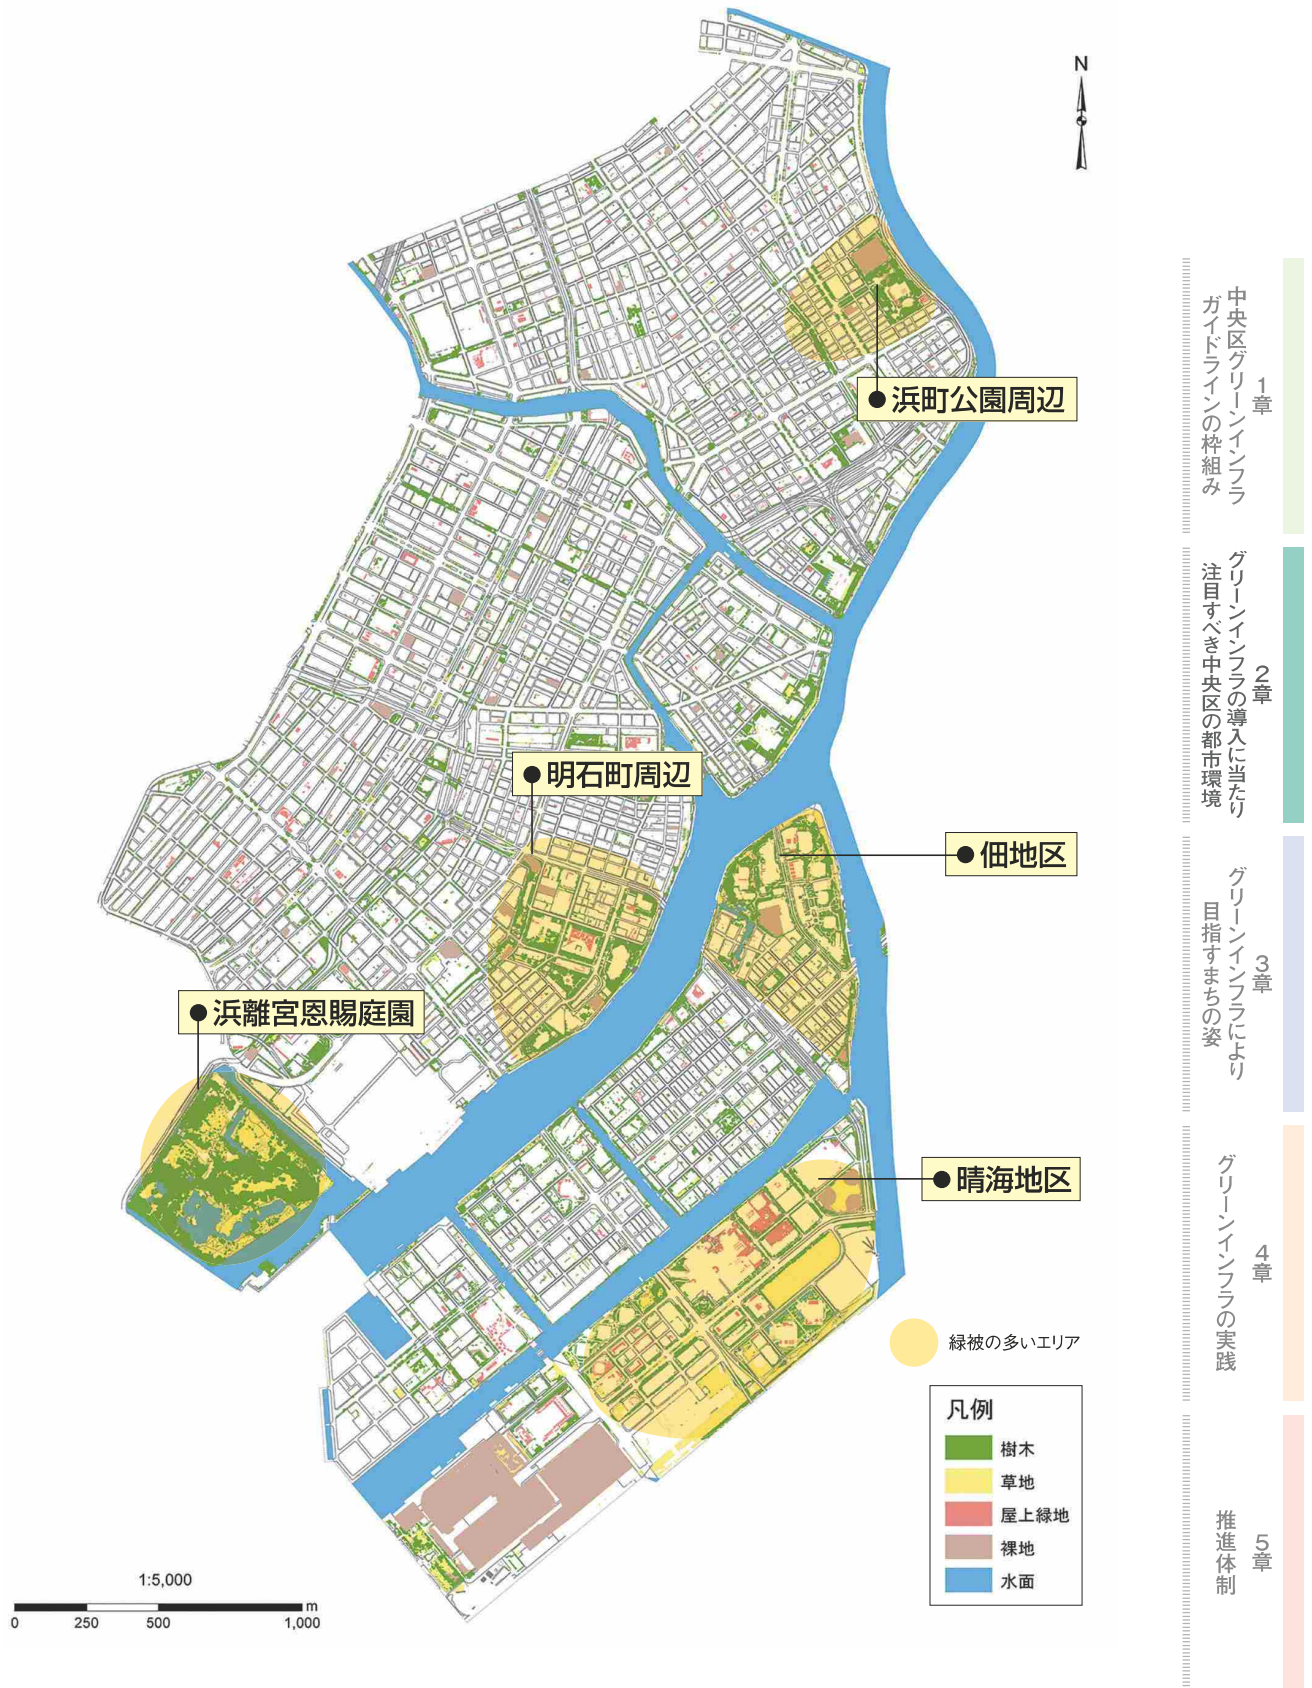 N
浜町公園周辺
明石町周辺
佃地区
浜離宮恩賜庭園
晴海地区
緑被の多いエリア
凡例
樹木
草地
屋上緑地
裸地
水面
1:5,000
m
0 250 500 1,000
1章
中央区グリーンインフラ
ガイドラインの枠組み
2章
グリーンインフラの導入に当たり
注目すべき中央区の都市環境
3章
グリーンインフラにより
目指すまちの姿
4章
グリーンインフラの実践
5章
推進体制